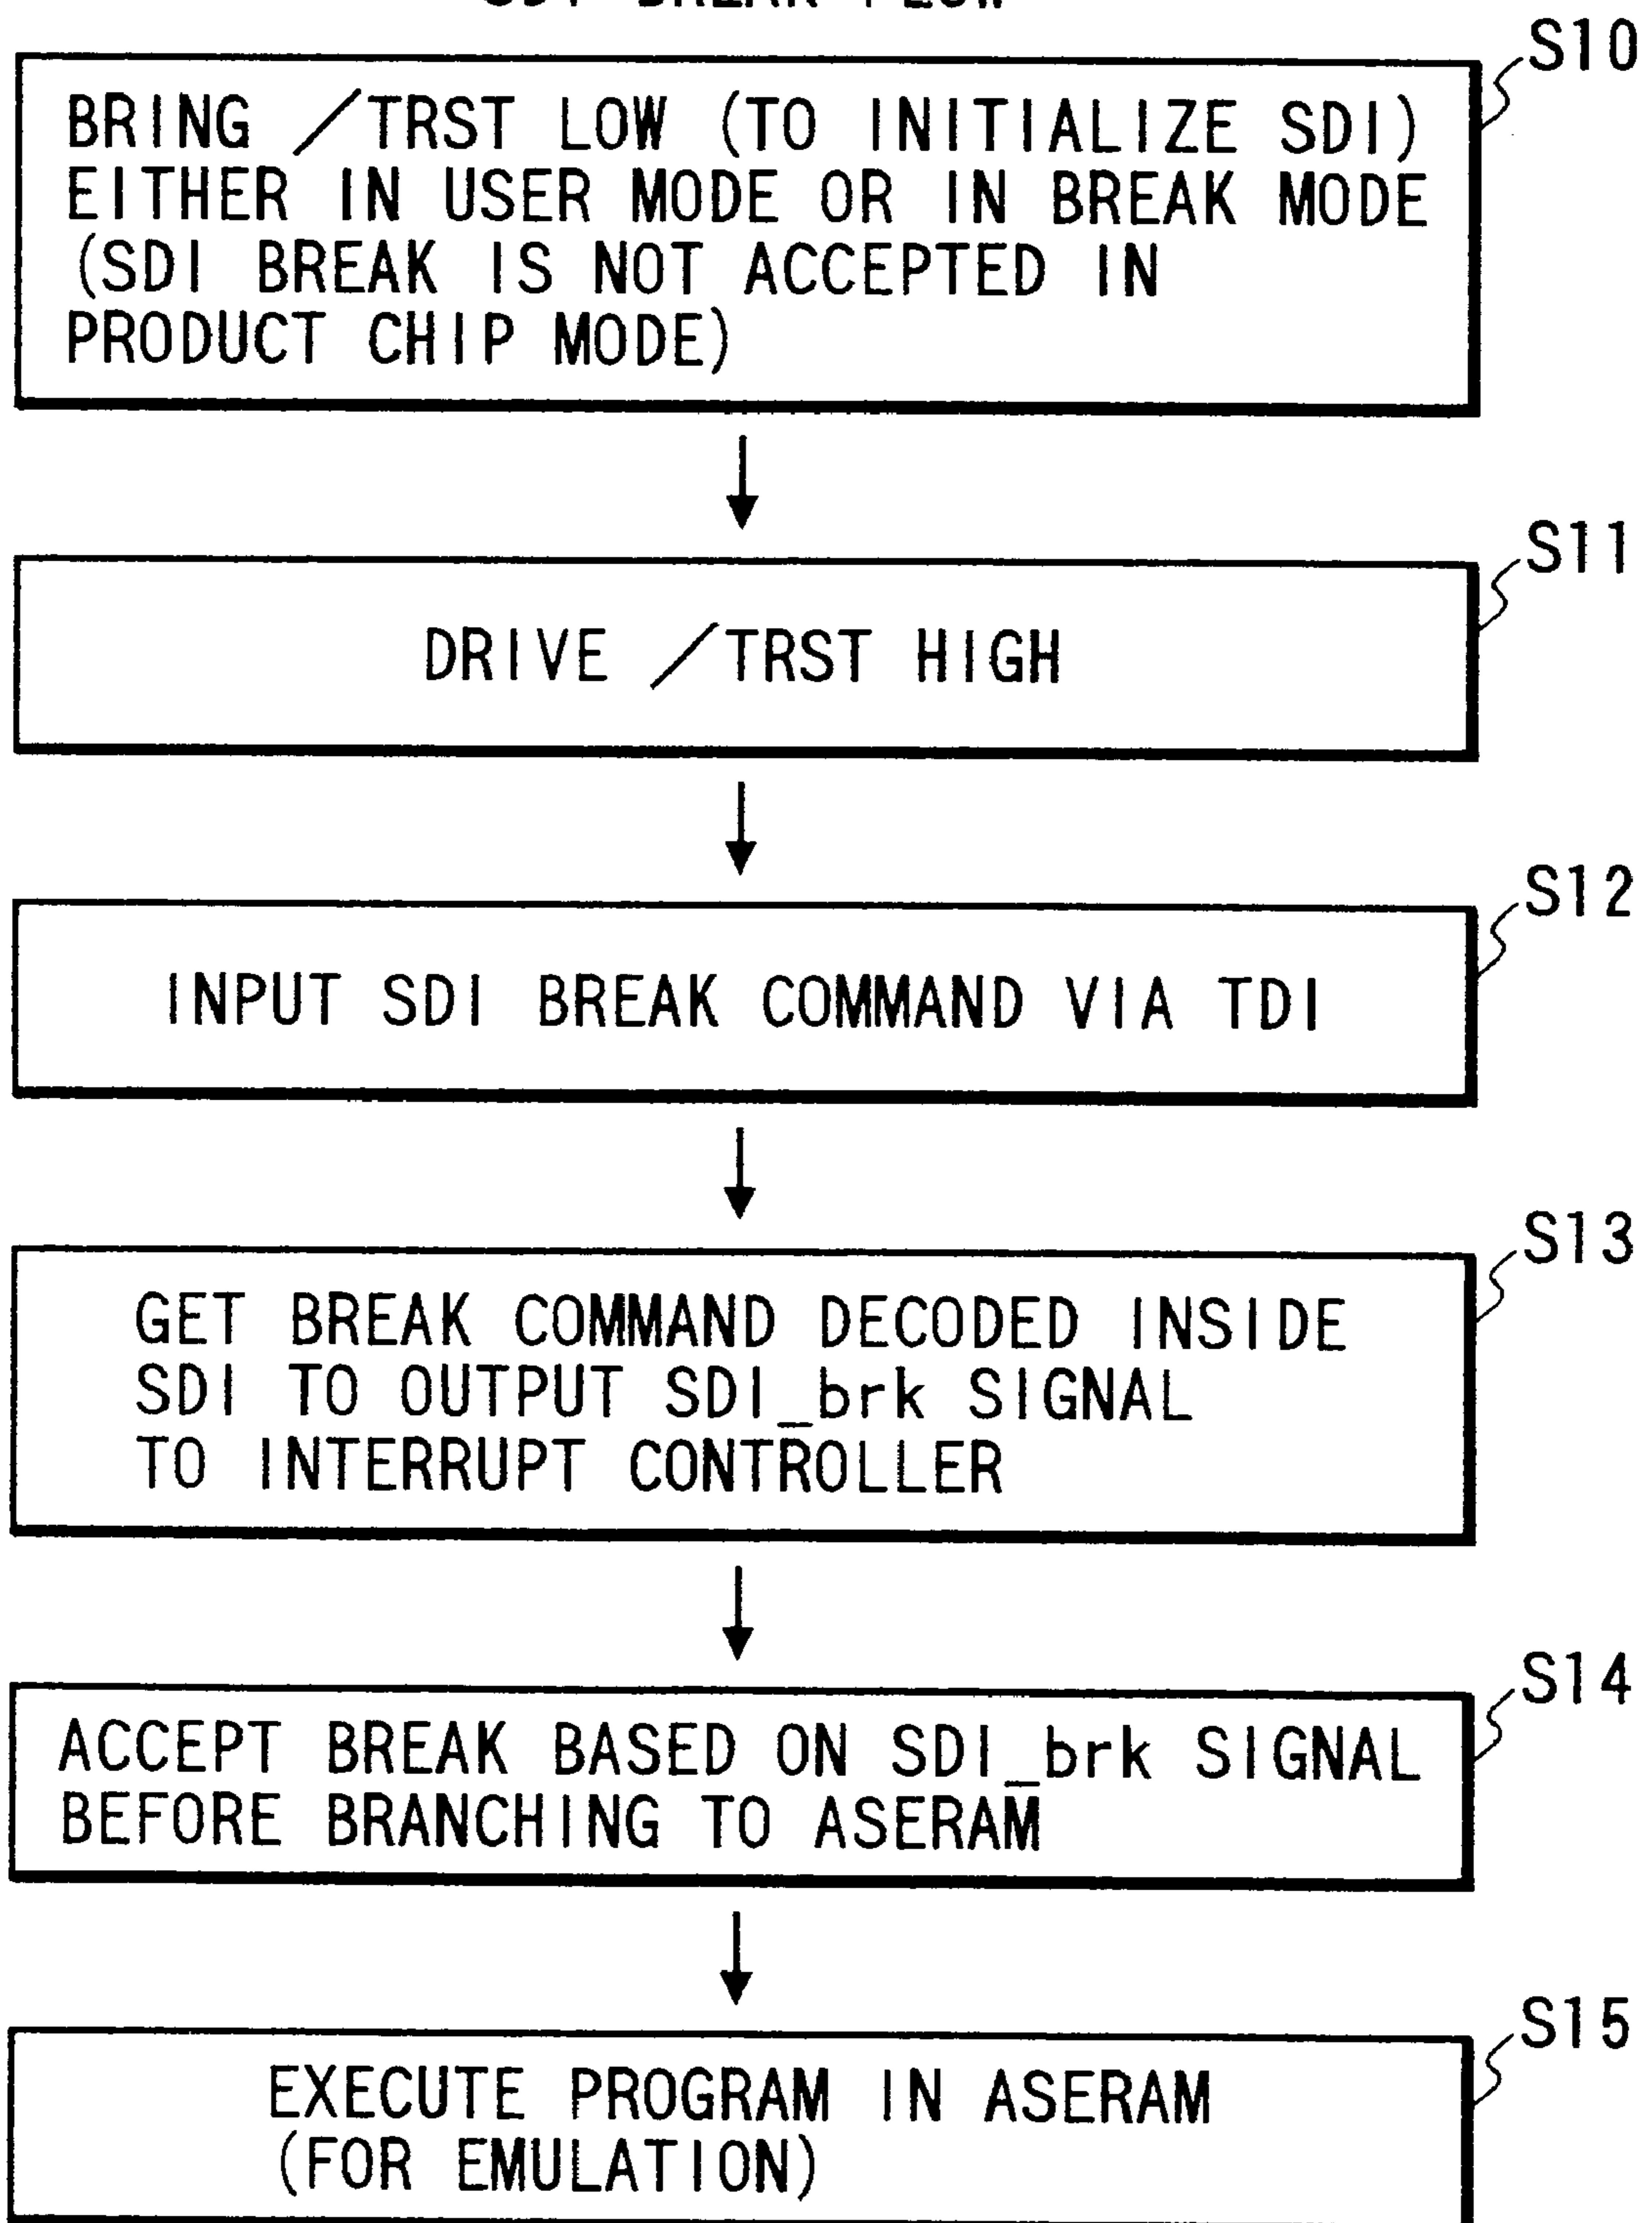 SDI BREAK FLOW
S10
BRING /TRST LOW (TO INITIALIZE SDI)
EITHER IN USER MODE OR IN BREAK MODE
(SDI BREAK IS NOT ACCEPTED IN
PRODUCT CHIP MODE)
S11
DRIVE /TRST HIGH
S12
INPUT SDI BREAK COMMAND VIA TDI
S13
GET BREAK COMMAND DECODED INSIDE
SDI TO OUTPUT SDI_brk SIGNAL
TO INTERRUPT CONTROLLER
S14
ACCEPT BREAK BASED ON SDI_brk SIGNAL
BEFORE BRANCHING TO ASERAM
S15
EXECUTE PROGRAM IN ASERAM
(FOR EMULATION)